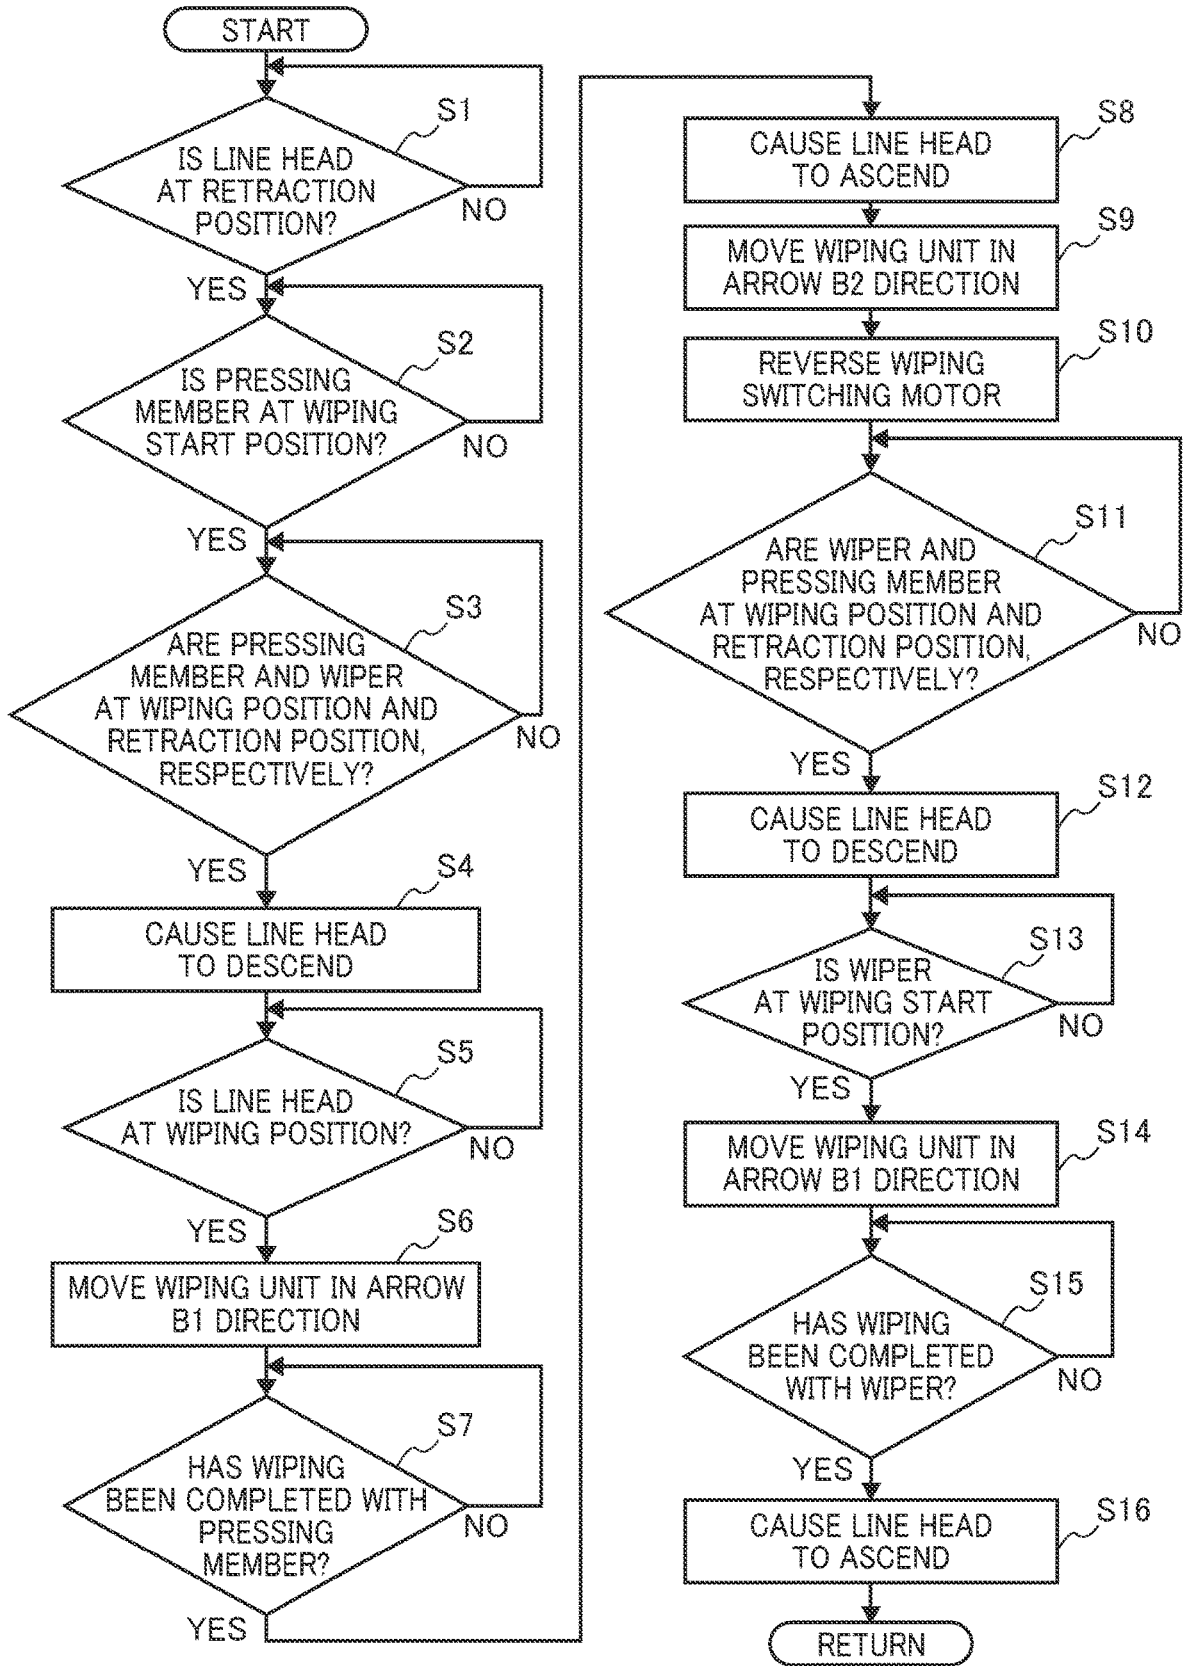 START
S1
IS LINE HEAD
AT RETRACTION
POSITION?
NO
YES
S2
IS PRESSING
MEMBER AT WIPING
START POSITION?
NO
YES
S3
ARE PRESSING
MEMBER AND WIPER
AT WIPING POSITION AND
RETRACTION POSITION,
RESPECTIVELY?
NO
YES
S4
CAUSE LINE HEAD
TO DESCEND
S5
IS LINE HEAD
AT WIPING POSITION?
NO
YES
S6
MOVE WIPING UNIT IN ARROW
B1 DIRECTION
S7
HAS WIPING
BEEN COMPLETED WITH
PRESSING
MEMBER?
NO
YES
S8
CAUSE LINE HEAD
TO ASCEND
S9
MOVE WIPING UNIT IN
ARROW B2 DIRECTION
S10
REVERSE WIPING
SWITCHING MOTOR
S11
ARE WIPER AND
PRESSING MEMBER
AT WIPING POSITION AND
RETRACTION POSITION,
RESPECTIVELY?
NO
YES
S12
CAUSE LINE HEAD
TO DESCEND
S13
IS WIPER
AT WIPING START
POSITION?
NO
YES
S14
MOVE WIPING UNIT IN
ARROW B1 DIRECTION
S15
HAS WIPING
BEEN COMPLETED
WITH WIPER?
NO
YES
S16
CAUSE LINE HEAD
TO ASCEND
RETURN